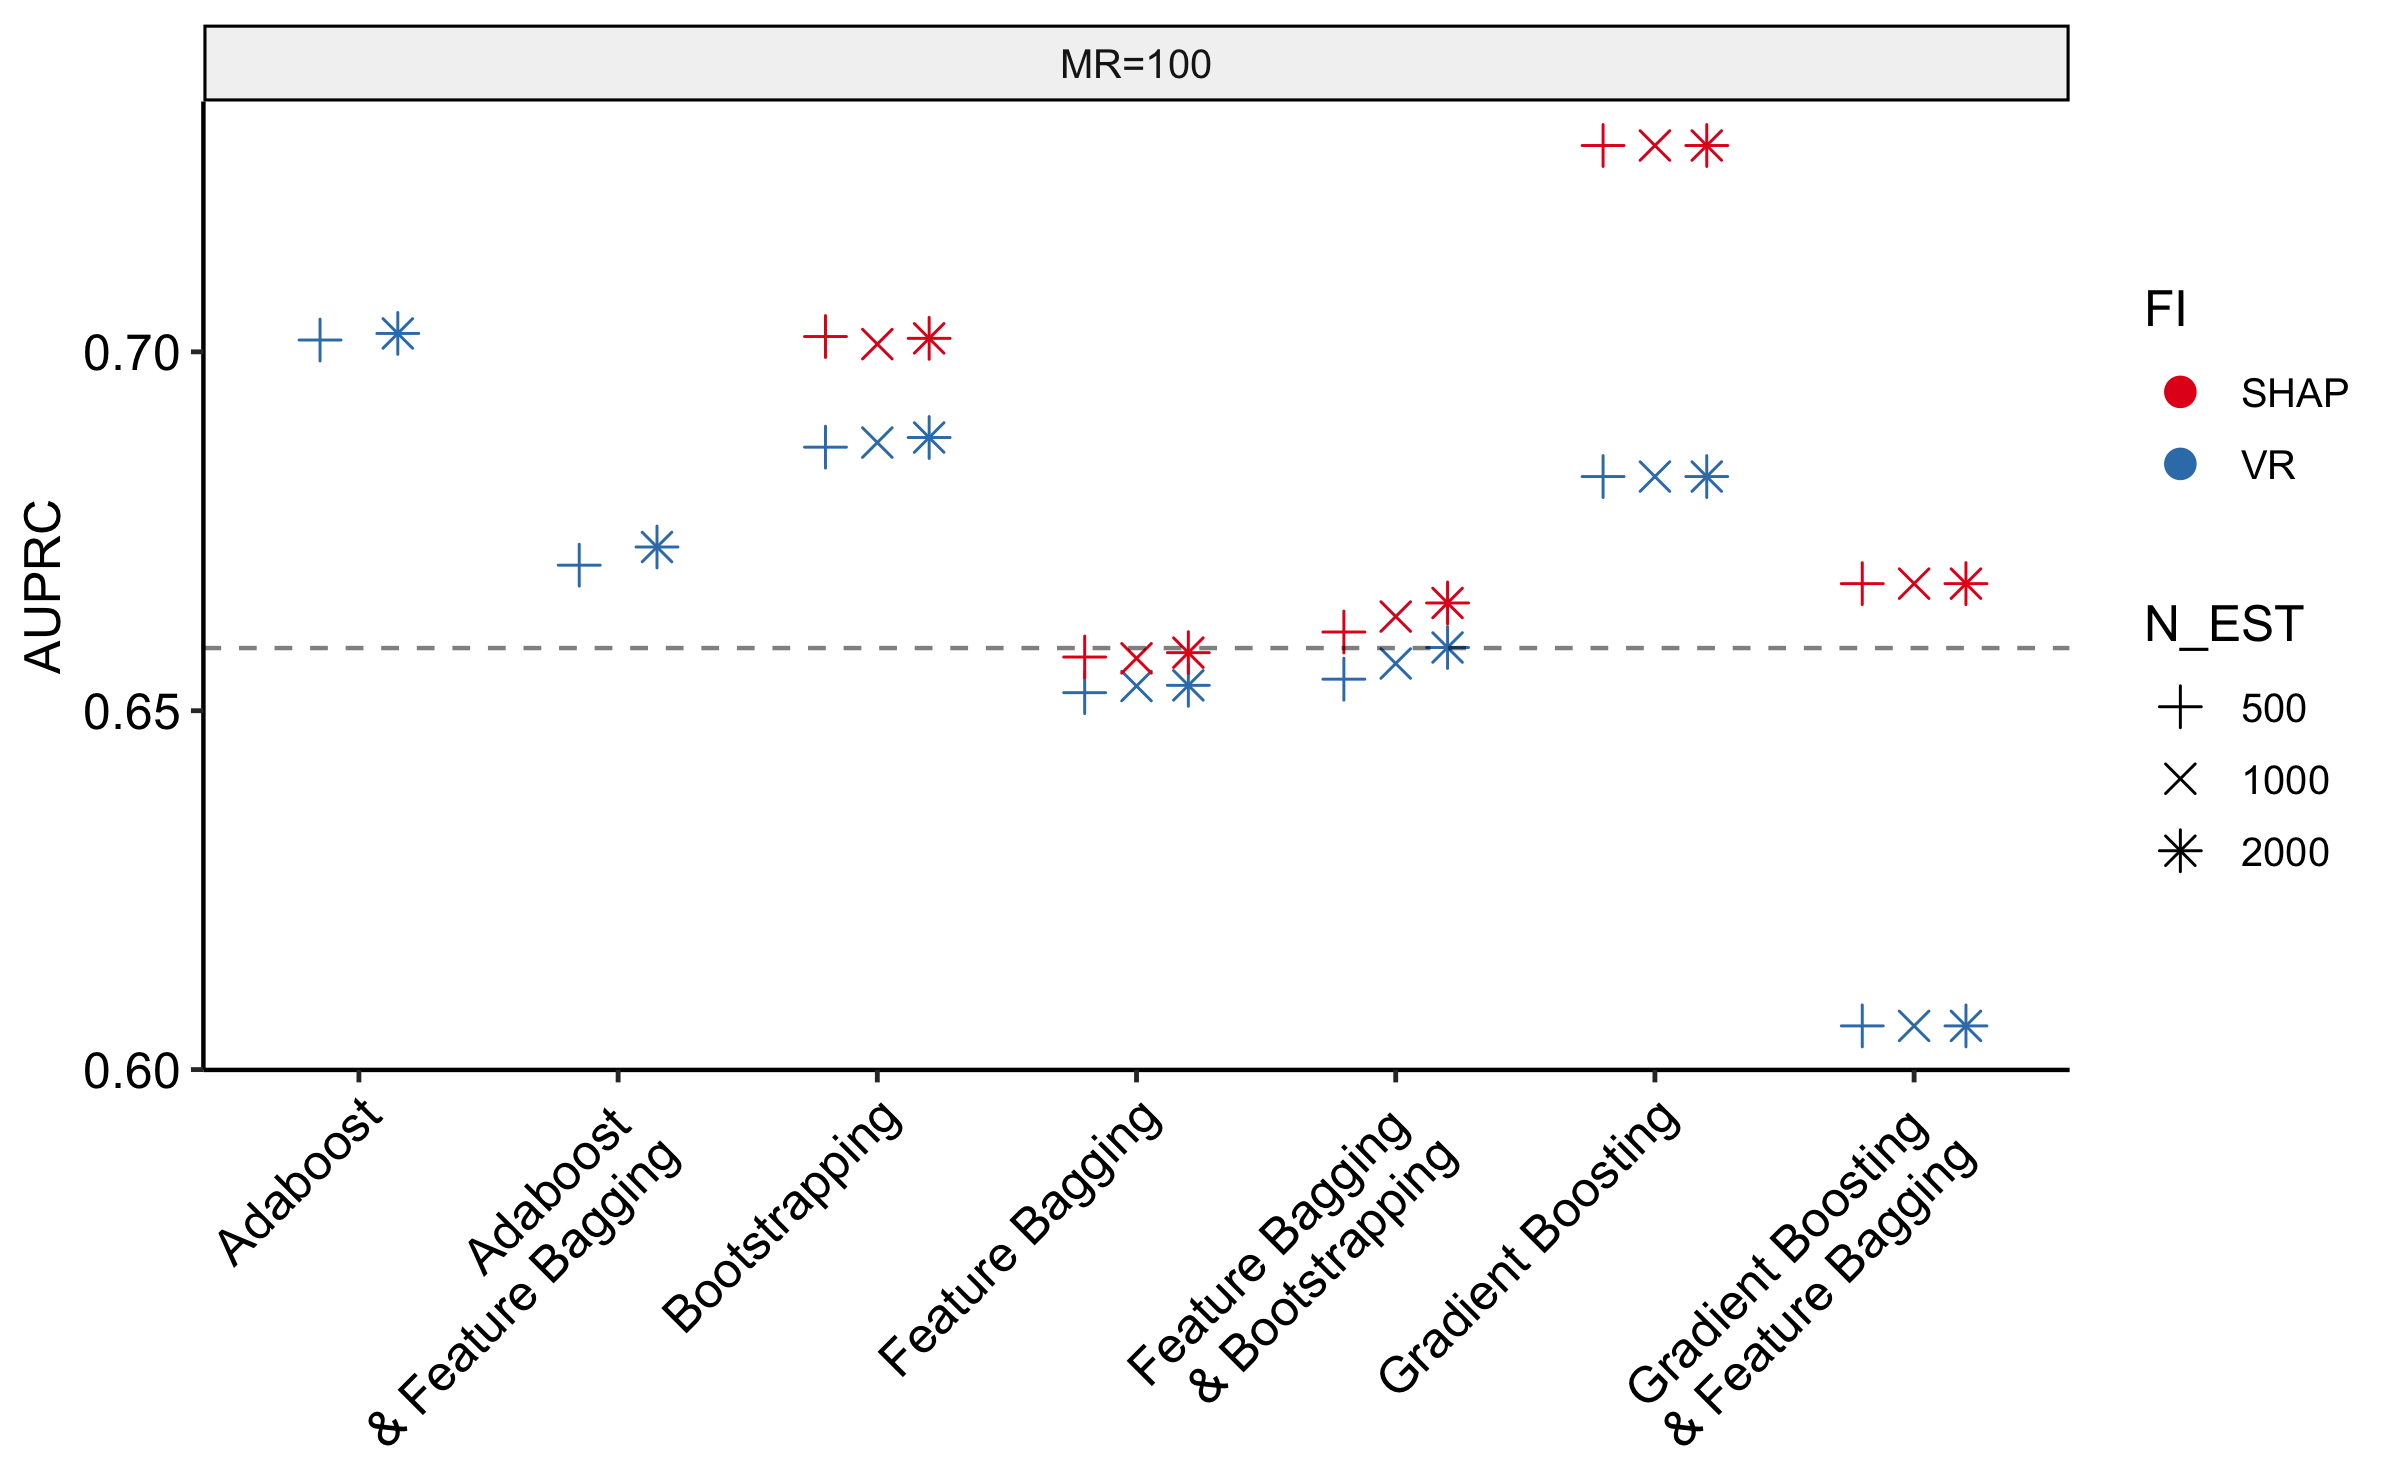 MR=100
AUPRC
0.70
0.65
0.60
Adaboost
Adaboost
& Feature Bagging
Bootstrapping
Feature Bagging
Feature Bagging
& Bootstrapping
Gradient Boosting
Gradient Boosting
& Feature Bagging
FI
SHAP
VR
N_EST
500
1000
2000